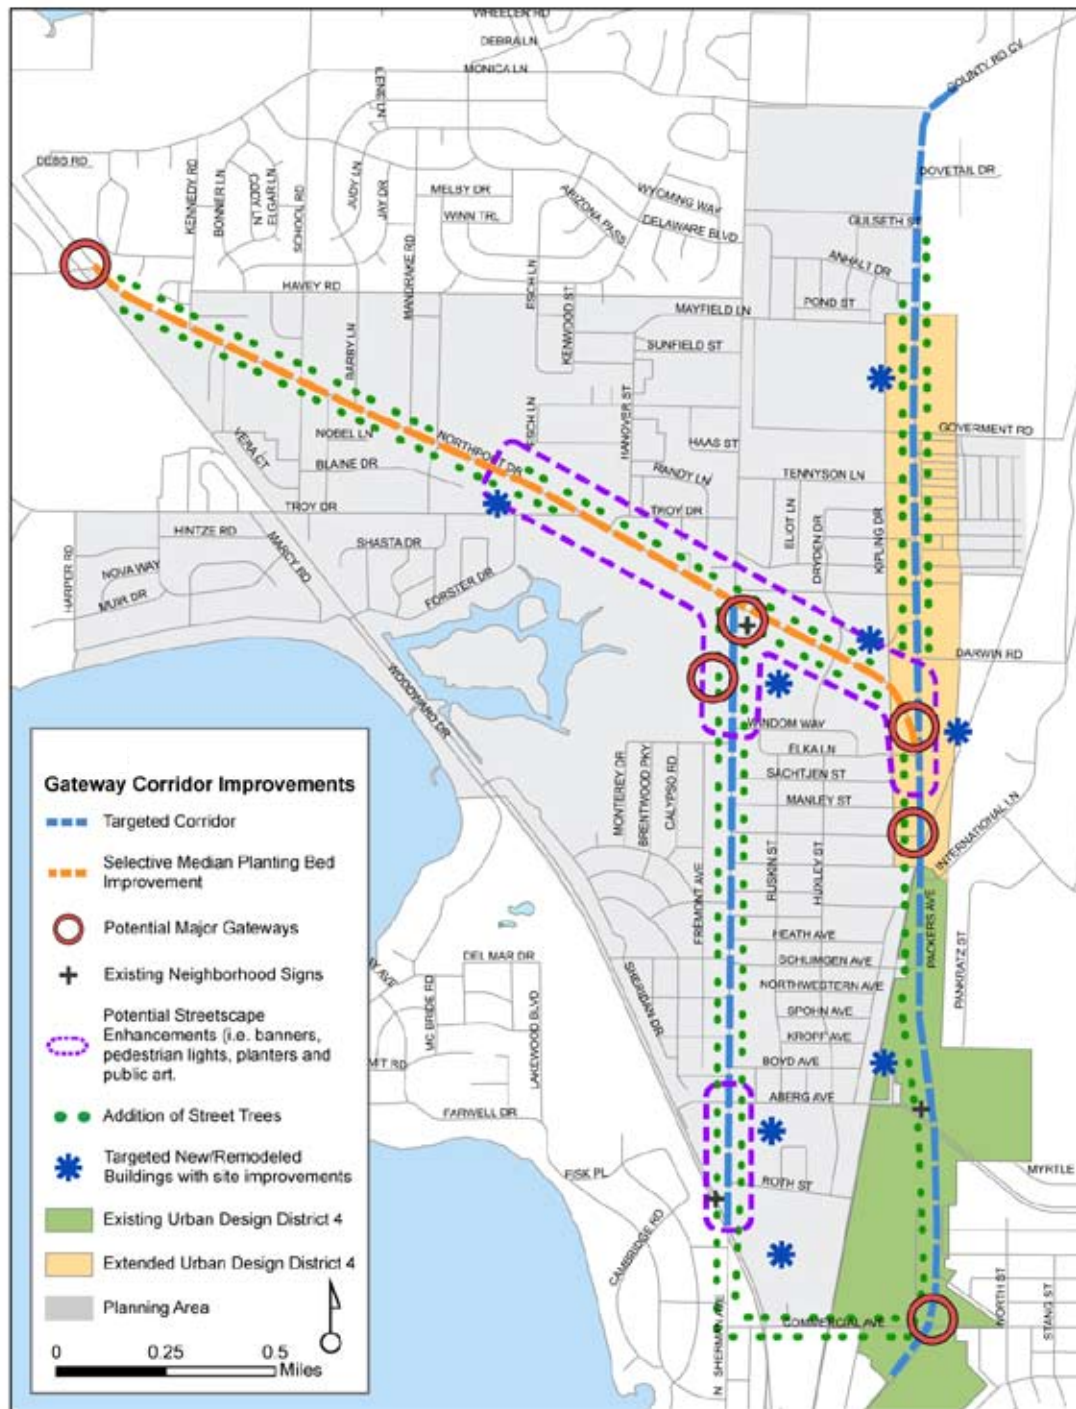 WHEELER RD
DEBRA LN
MONICA LN
COUNTY RD CV
LENE LN
DEBS RD
KENNEDY RD
BONNER LN
CODY LN
ELGAR LN
SCHOOL RD
JUDY LN
JAY DR
MELBY DR
WINN TRL
MANDRAKE RD
ARIZONA PASS
WYOMING WAY
DELAWARE BLVD
DOVETAIL DR
GULSETH ST
ANHALT DR
POND ST
HAVEY RD
ESCH LN
KENWOOD ST
MAYFIELD LN
SUNFIELD ST
BARBY LN
VERA CT
NOBEL LN
BLAINE DR
NORTHPORT DR
ESCH LN
HANOVER ST
HAAS ST
GOVERMENT RD
RANDY LN
TENNYSON LN
TROY DR
TROY DR
ELIOT LN
DRYDEN DR
KIPLING DR
HINTZE RD
MARCY RD
SHASTA DR
HARPER RD
NOVA WAY
MUIR DR
FORSTER DR
DARWIN RD
WOODWARD DR
WINDOM WAY
ELKA LN
SACHTJEN ST
MANLEY ST
MONTEREY DR
BRENTWOOD PKY
CALYPSO RD
FREMONT AVE
RUSKIN ST
HUXLEY ST
INTERNATIONAL LN
PACKERS AVE
PANKRATZ ST
HEATH AVE
SCHLIMGEN AVE
NORTHWESTERN AVE
SPOHN AVE
KROPF AVE
BOYD AVE
ABERG AVE
SHERIDAN DR
DEL MAR DR
MC BRIDE RD
LAKEWOOD BLVD
FARWELL DR
FISK PL
CAMBRIDGE RD
ROTH ST
MYRTLE
NORTH ST
STANG ST
COMMERCIAL AVE
N SHERMAN AVE
Gateway Corridor Improvements
Targeted Corridor
Selective Median Planting Bed
Improvement
Potential Major Gateways
Existing Neighborhood Signs
Potential Streetscape
Enhancements (i.e. banners,
pedestrian lights, planters and
public art.
Addition of Street Trees
Targeted New/Remodeled
Buildings with site improvements
Existing Urban Design District 4
Extended Urban Design District 4
Planning Area
0 0.25 0.5
Miles